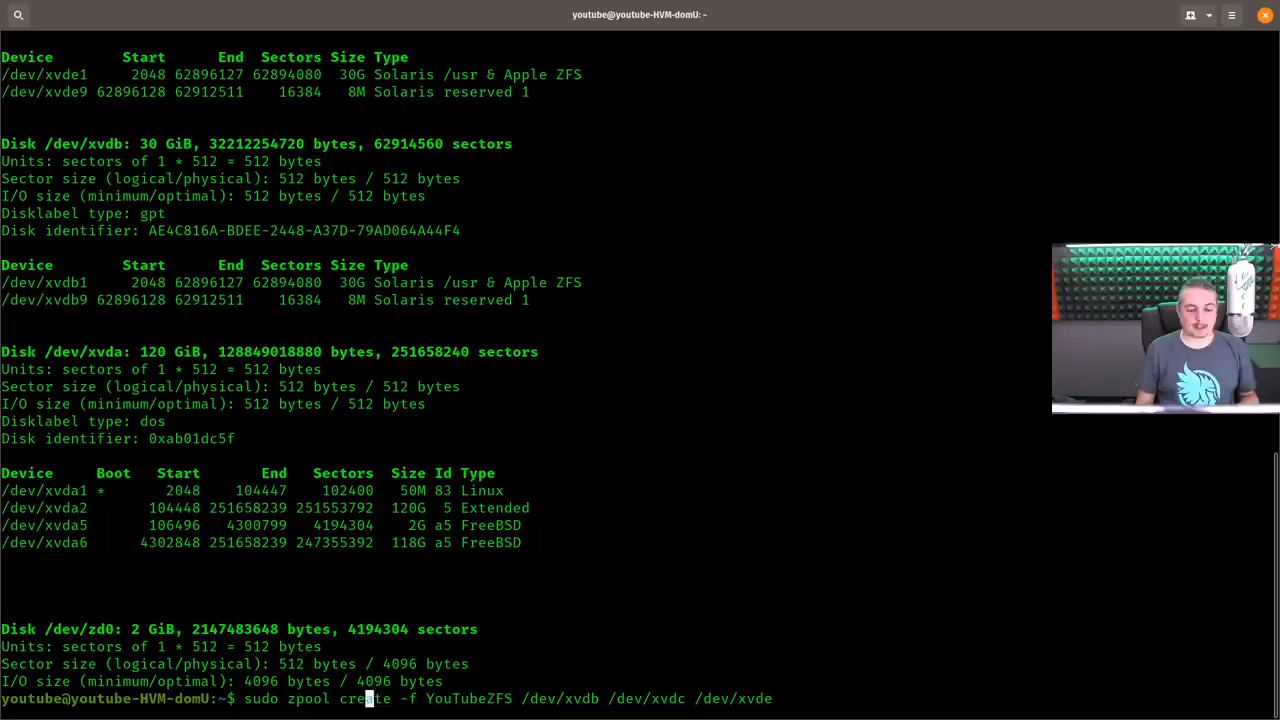 youtube@youtube-HVM-domU: ~
Device Start End Sectors Size Type
/dev/xvde1 2048 62896127 62894080 30G Solaris /usr & Apple ZFS
/dev/xvde9 62896128 62912511 16384 8M Solaris reserved 1
Disk /dev/xvdb: 30 GiB, 32212254720 bytes, 62914560 sectors
Units: sectors of 1 * 512 = 512 bytes
Sector size (logical/physical): 512 bytes / 512 bytes
I/O size (minimum/optimal): 512 bytes / 512 bytes
Disklabel type: gpt
Disk identifier: AE4C816A-BDEE-2448-A37D-79AD064A44F4
Device Start End Sectors Size Type
/dev/xvdb1 2048 62896127 62894080 30G Solaris /usr & Apple ZFS
/dev/xvdb9 62896128 62912511 16384 8M Solaris reserved 1
Disk /dev/xvda: 120 GiB, 128849018880 bytes, 251658240 sectors
Units: sectors of 1 * 512 = 512 bytes
Sector size (logical/physical): 512 bytes / 512 bytes
I/O size (minimum/optimal): 512 bytes / 512 bytes
Disklabel type: dos
Disk identifier: 0xab01dc5f
Device Boot Start End Sectors Size Id Type
/dev/xvda1 * 2048 104447 102400 50M 83 Linux
/dev/xvda2 104448 251658239 251553792 120G 5 Extended
/dev/xvda5 106496 4300799 4194304 2G a5 FreeBSD
/dev/xvda6 4302848 251658239 247355392 118G a5 FreeBSD
Disk /dev/zd0: 2 GiB, 2147483648 bytes, 4194304 sectors
Units: sectors of 1 * 512 = 512 bytes
Sector size (logical/physical): 512 bytes / 4096 bytes
I/O size (minimum/optimal): 4096 bytes / 4096 bytes
youtube@youtube-HVM-domU:~$ sudo zpool create -f YouTubeZFS /dev/xvdb /dev/xvdc /dev/xvde